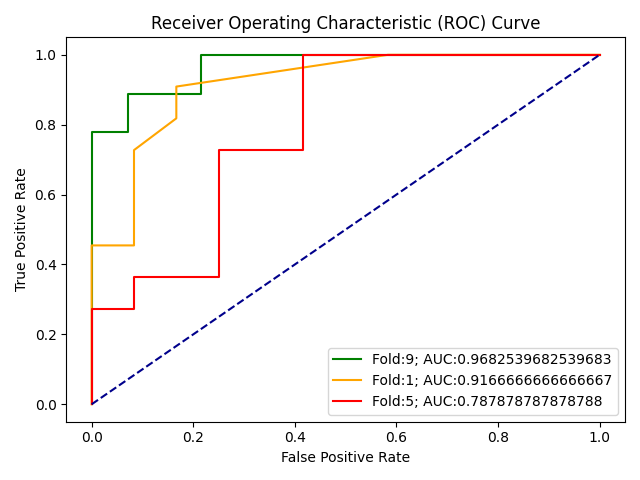 Receiver Operating Characteristic (ROC) Curve
1.0
0.8
0.6
0.4
0.2
0.0
True Positive Rate
Fold:9; AUC:0.9682539682539683
Fold:1; AUC:0.9166666666666667
Fold:5; AUC:0.787878787878788
0.0 0.2 0.4 0.6 0.8 1.0
False Positive Rate